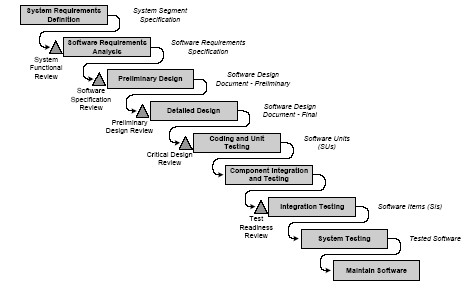 System Requirements
Definition
System Segment
Specification
System
Functional
Review
Software Requirements
Analysis
Software Requirements
Specification
Software
Specification
Review
Preliminary Design
Software Design
Document - Preliminary
Preliminary
Design Review
Detailed Design
Software Design
Document - Final
Critical Design
Review
Coding and Unit
Testing
Software Units
(SUs)
Component Integration
and Testing
Test
Readiness
Review
Integration Testing
Software Items (SIs)
System Testing
Tested Software
Maintain Software